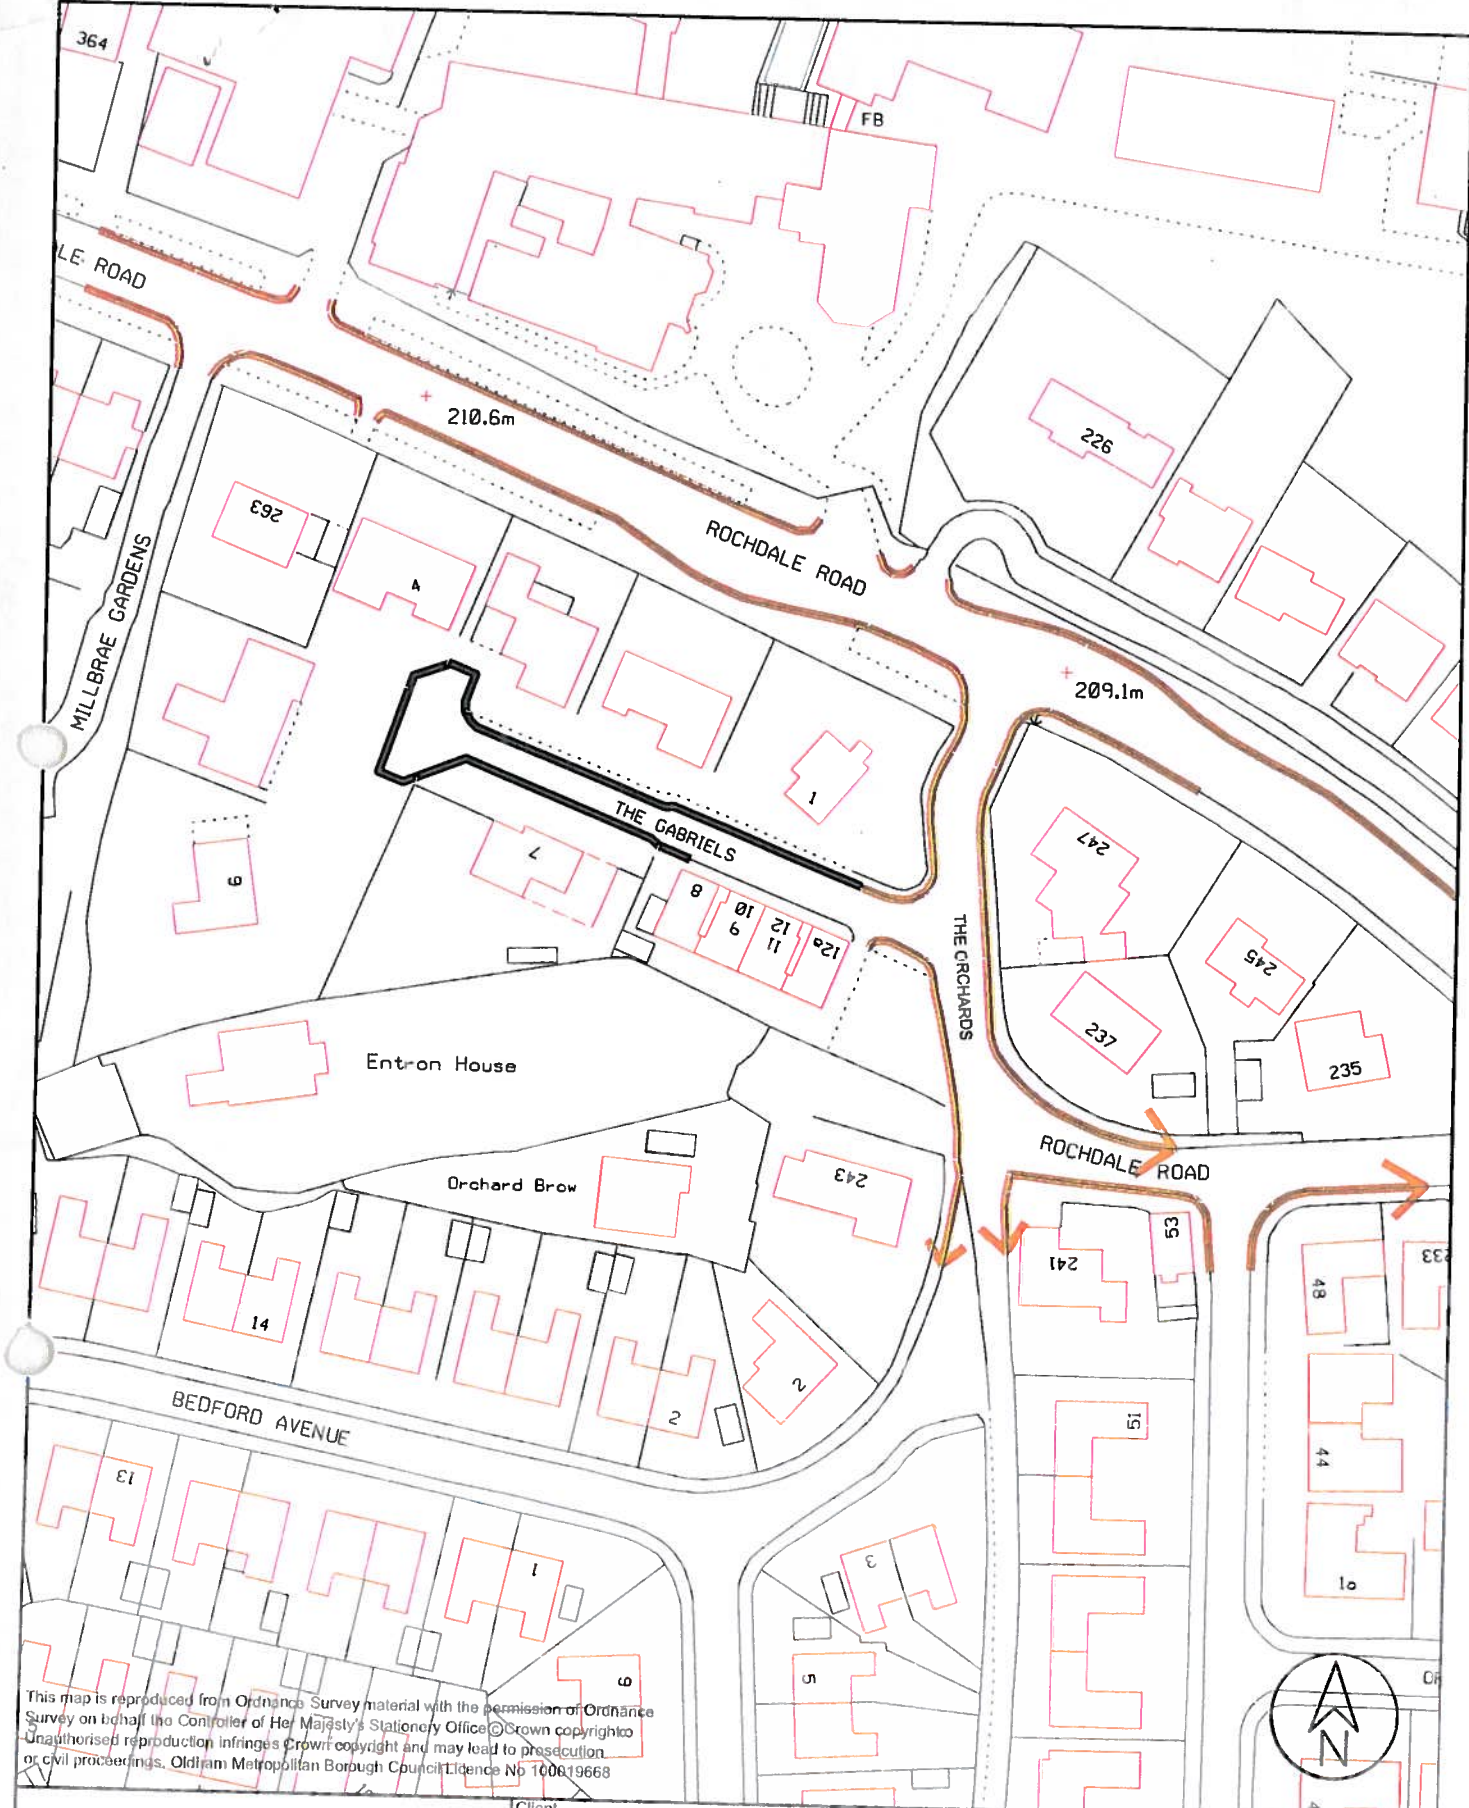 364
FB
LE ROAD
210.6m
226
263
ROCHDALE ROAD
4
MILLBRAE GARDENS
209.1m
1
THE GABRIELS
247
7
6
8
9 10
11 12
12a
THE ORCHARDS
245
237
235
Entron House
ROCHDALE ROAD
Orchard Brow
243
53
241
48
233
14
2
2
BEDFORD AVENUE
51
44
13
1
3
1a
9
5
N
This map is reproduced from Ordnance Survey material with the permission of Ordnance
Survey on behalf the Controller of Her Majesty's Stationery Office © Crown copyright
Unauthorised reproduction infringes Crown copyright and may lead to prosecution
or civil proceedings. Oldham Metropolitan Borough Council Licence No 100019668
Client